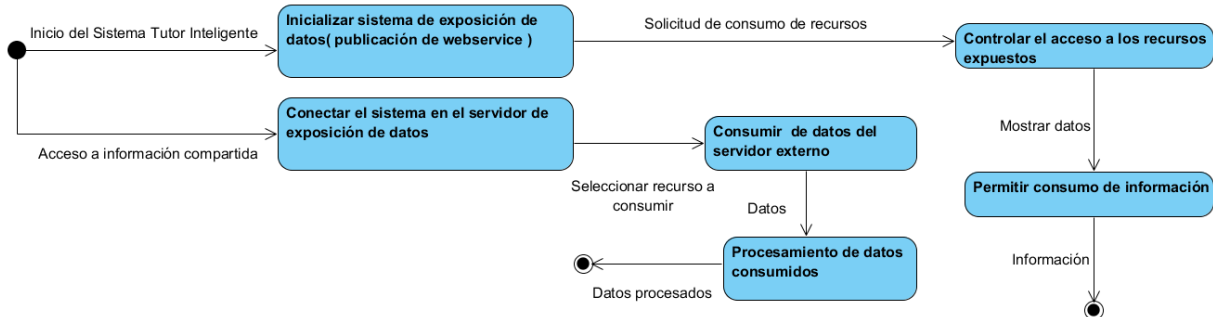 Inicio del Sistema Tutor Inteligente
Inicializar sistema de exposición de
datos( publicación de webservice )
Solicitud de consumo de recursos
Controlar el acceso a los recursos
expuestos
Acceso a información compartida
Conectar el sistema en el servidor de
exposición de datos
Seleccionar recurso a
consumir
Consumir  de datos del
servidor externo
Datos
Procesamiento de datos
consumidos
Datos procesados
Mostrar datos
Permitir consumo de información
Información